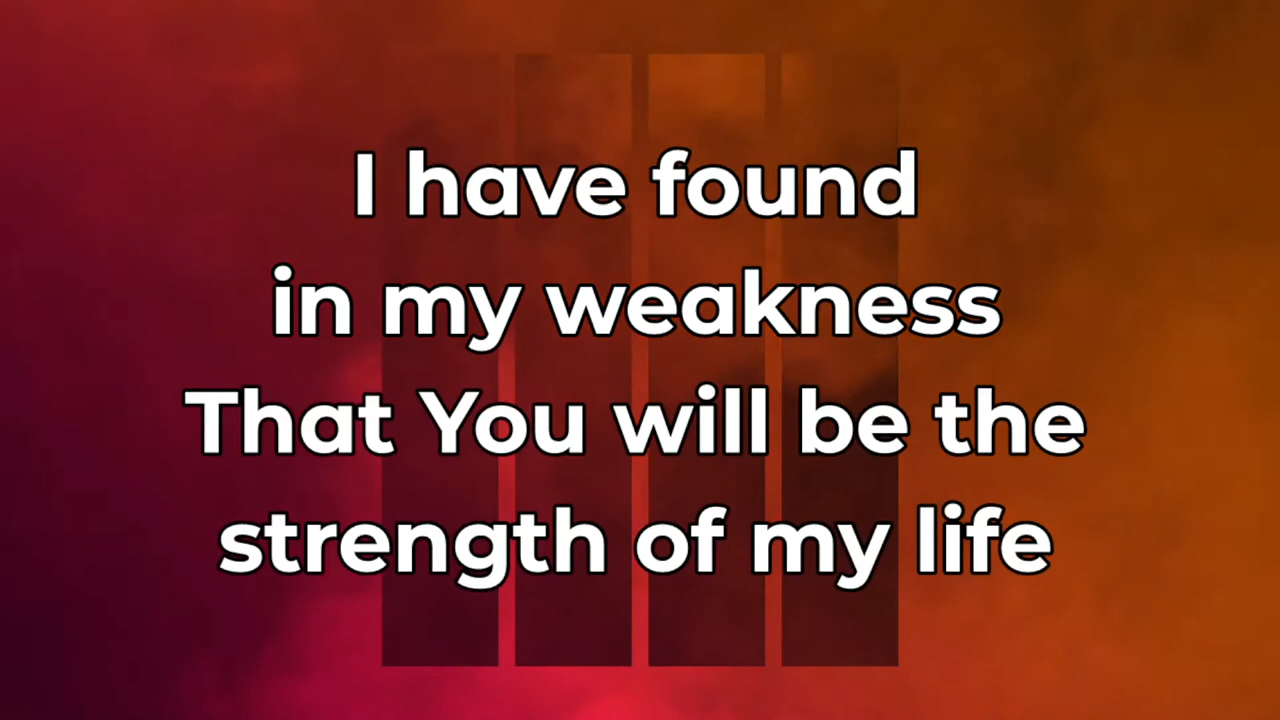 I have found
in my weakness
That You will be the
strength of my life